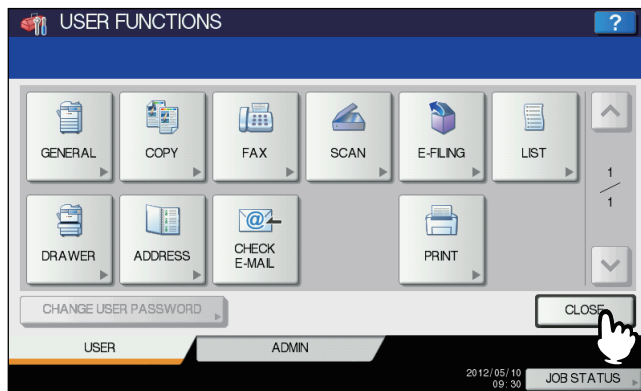 USER FUNCTIONS
?
GENERAL
COPY
FAX
SCAN
E-FILING
LIST
1
1
DRAWER
ADDRESS
@
CHECK
E-MAIL
PRINT
CHANGE USER PASSWORD
CLOSE
USER
ADMIN
2012/05/10
09:30
JOB STATUS